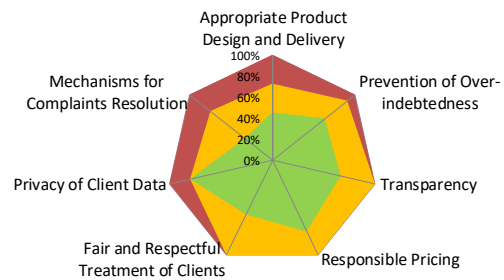 Appropriate Product
Design and Delivery
100%
80%
60%
40%
20%
0%
Prevention of Over-
indebtedness
Transparency
Responsible Pricing
Fair and Respectful
Treatment of Clients
Privacy of Client Data
Mechanisms for
Complaints Resolution